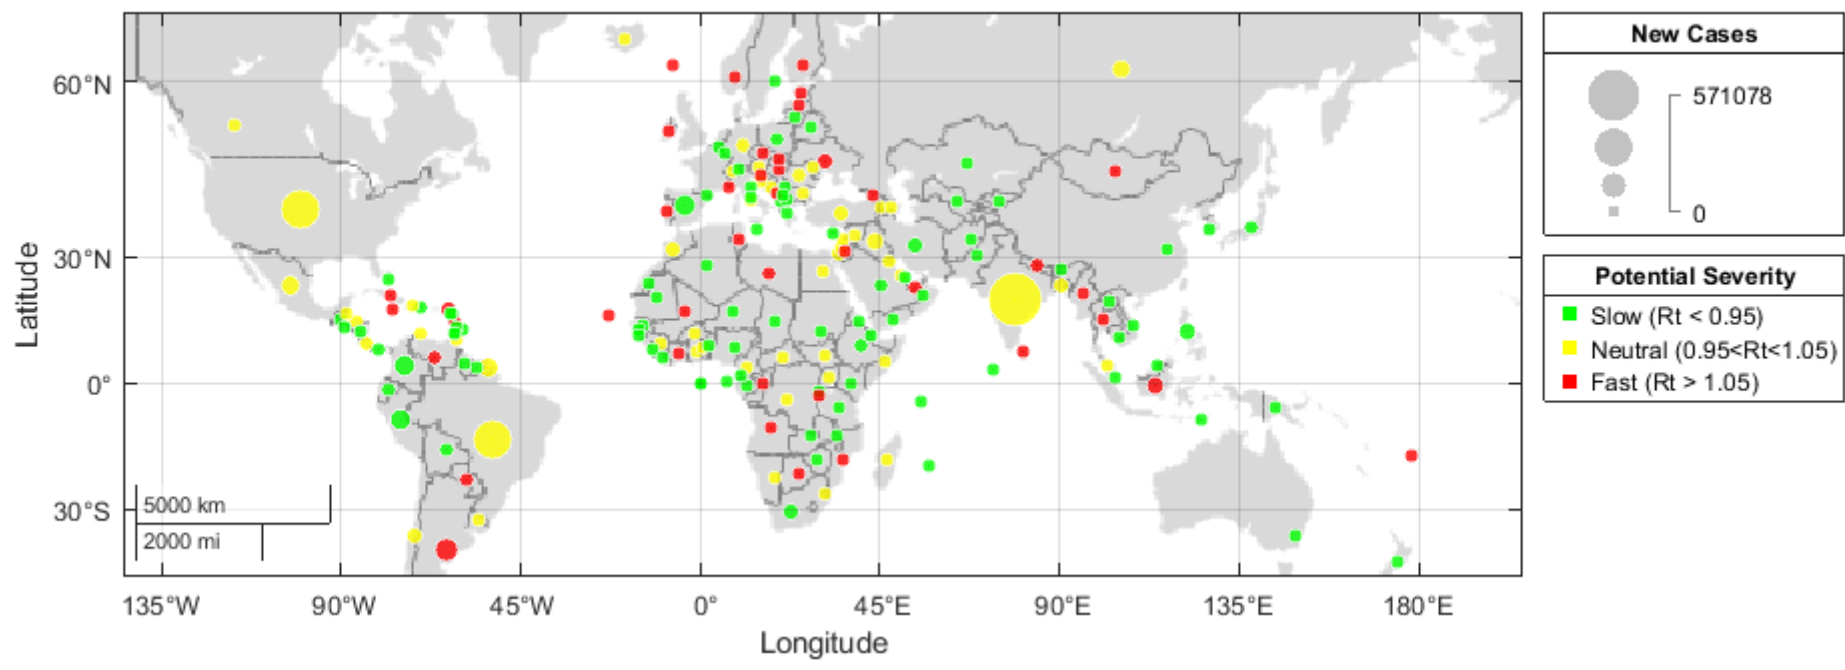 Latitude
60°N
30°N
0°
30°S
5000 km
2000 mi
135°W
90°W
45°W
0°
45°E
90°E
135°E
180°E
Longitude
New Cases
571078
0
Potential Severity
Slow (Rt < 0.95)
Neutral (0.95<Rt<1.05)
Fast (Rt > 1.05)